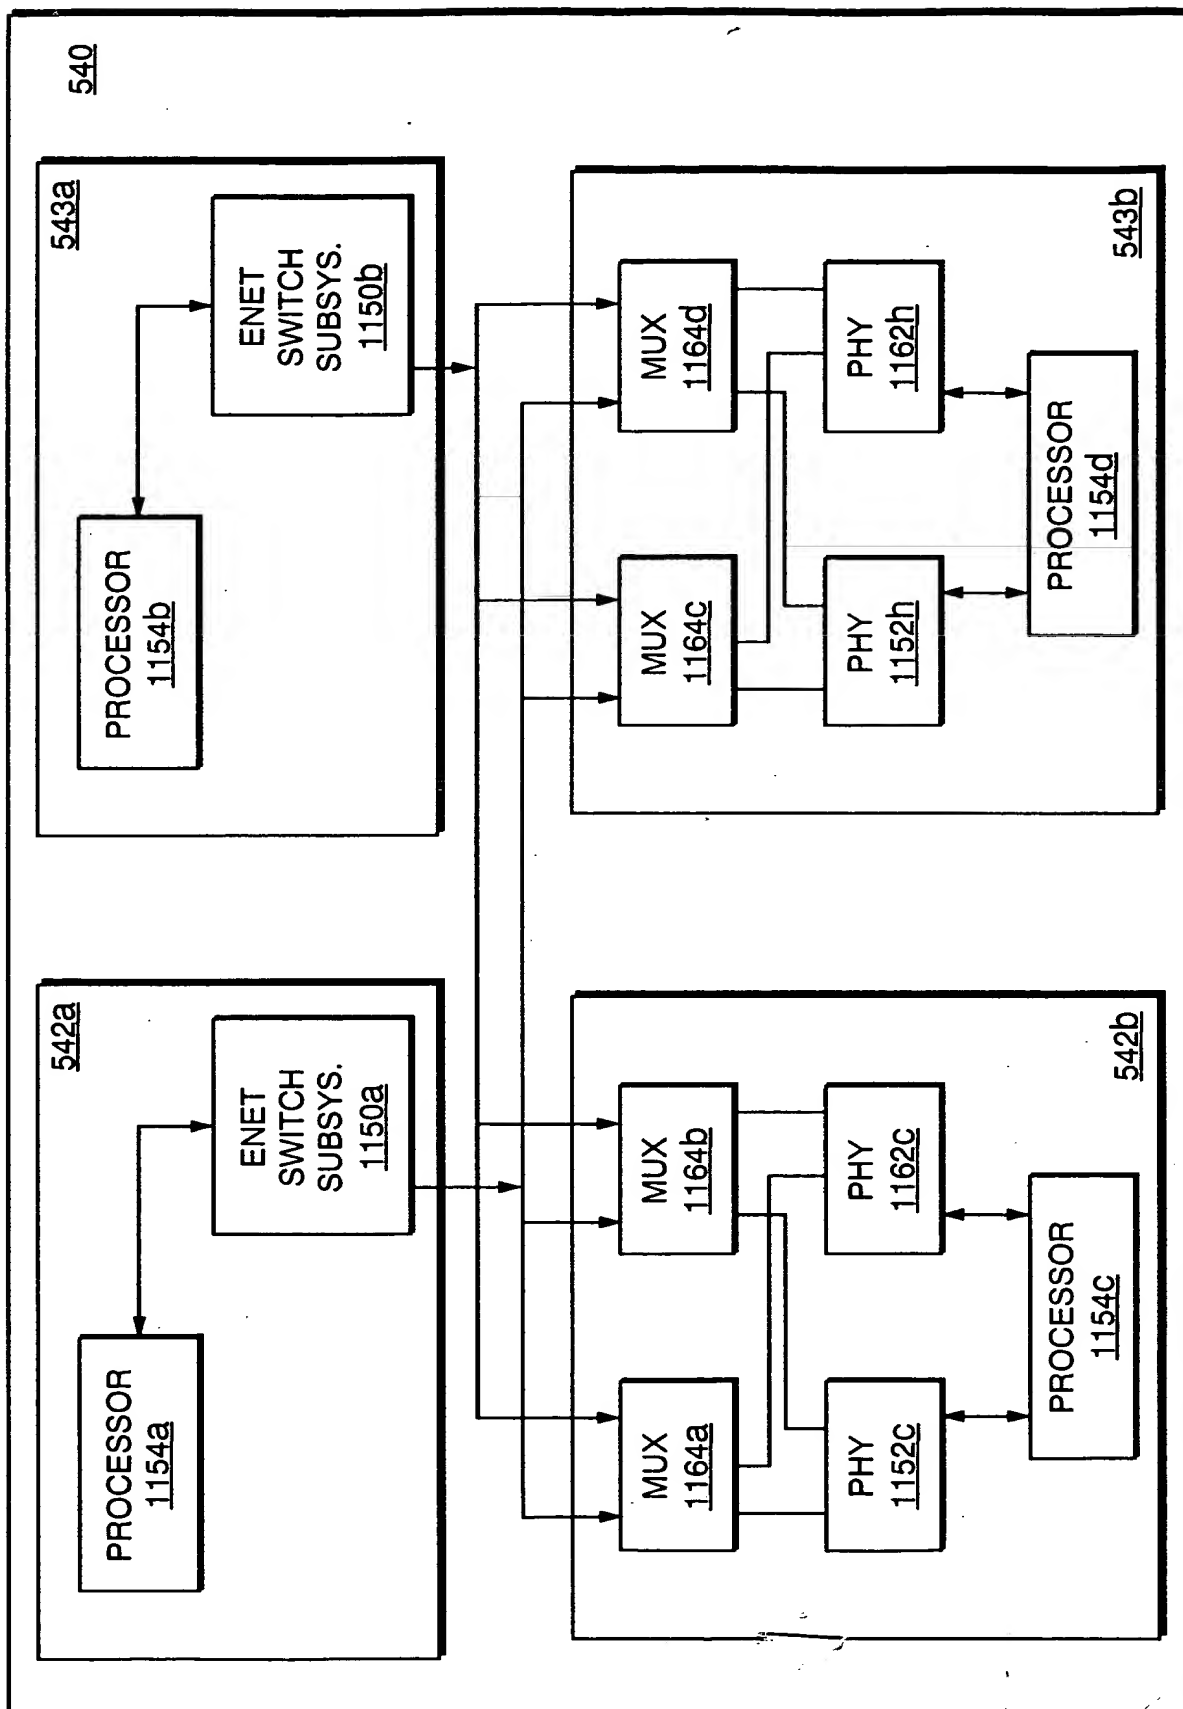 540
542a
PROCESSOR
1154a
ENET
SWITCH
SUBSYS.
1150a
543a
PROCESSOR
1154b
ENET
SWITCH
SUBSYS.
1150b
542b
MUX
1164a
MUX
1164b
PHY
1152c
PHY
1162c
PROCESSOR
1154c
543b
MUX
1164c
MUX
1164d
PHY
1152h
PHY
1162h
PROCESSOR
1154d